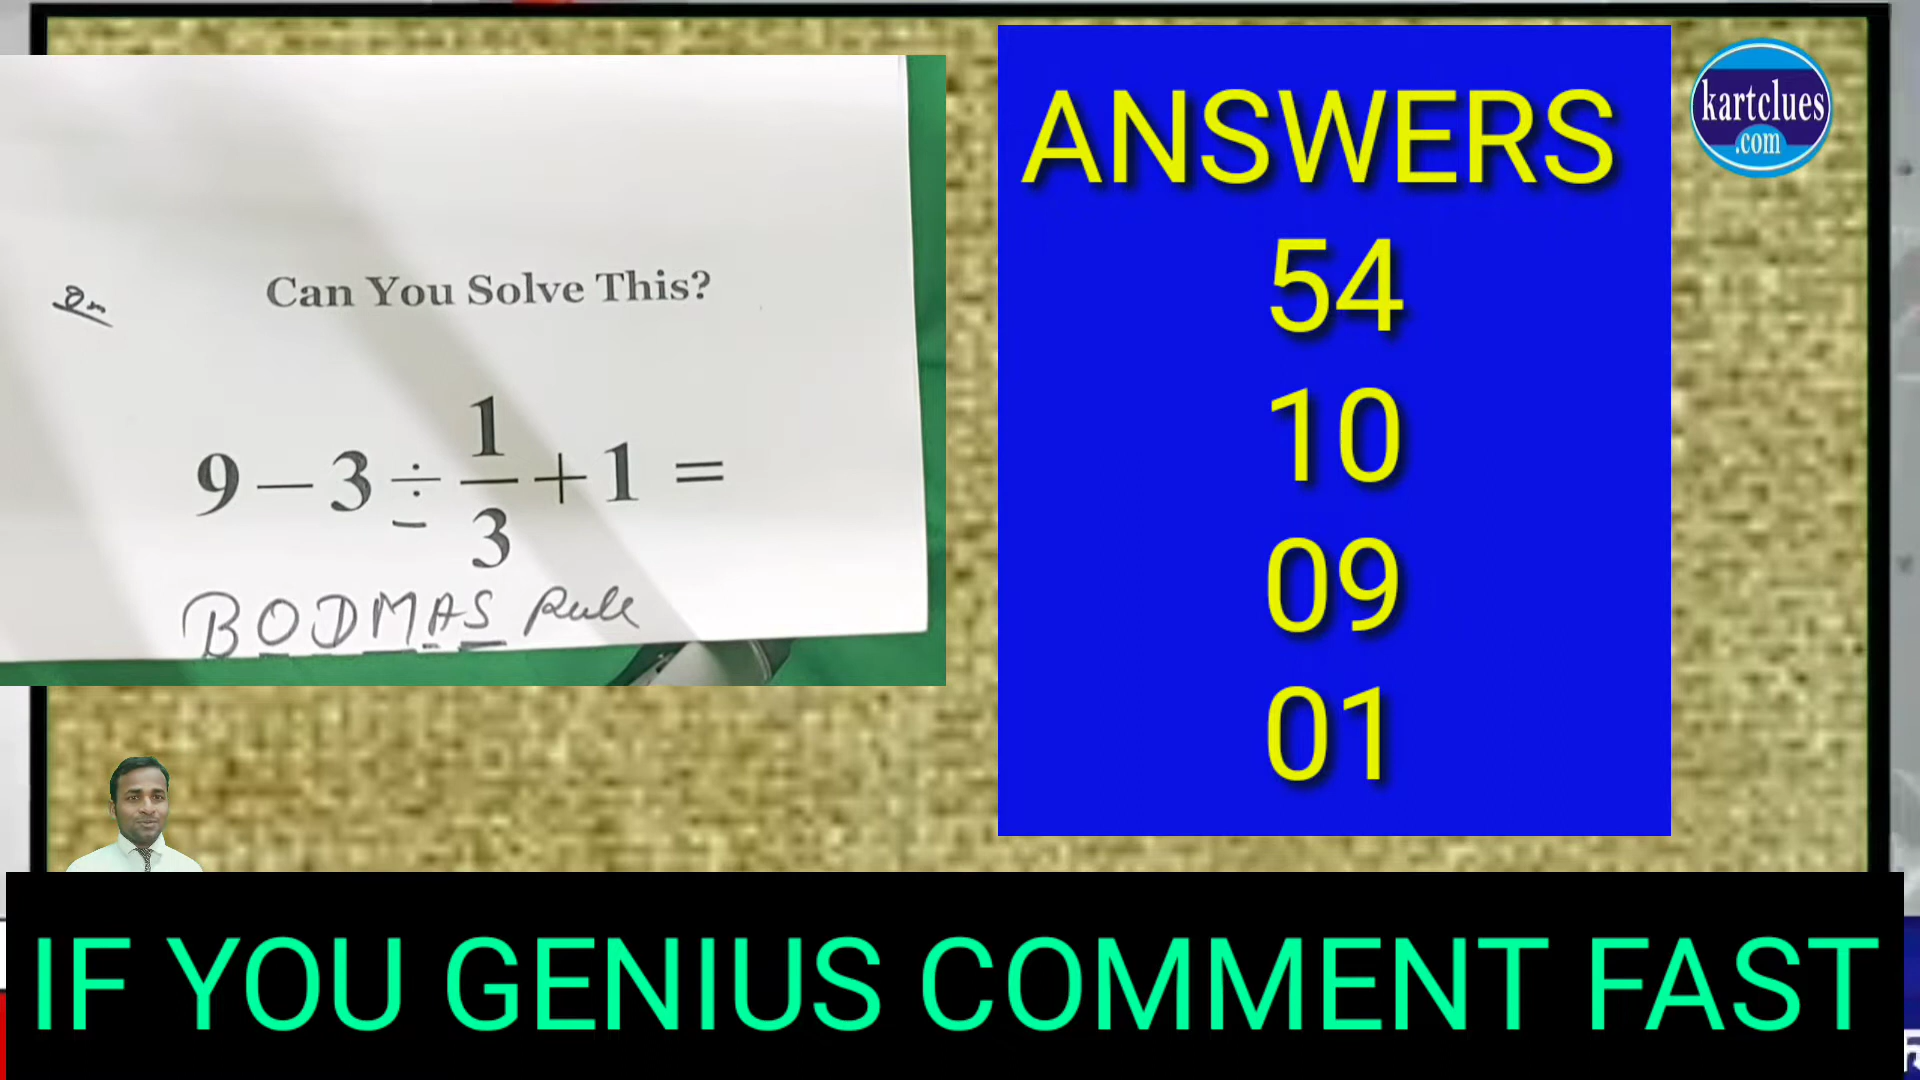 Can You Solve This?
9 – 3 ÷ 1/3 + 1 =
BODMAS Rule
ANSWERS
54
10
09
01
kartclues
.com
IF YOU GENIUS COMMENT FAST